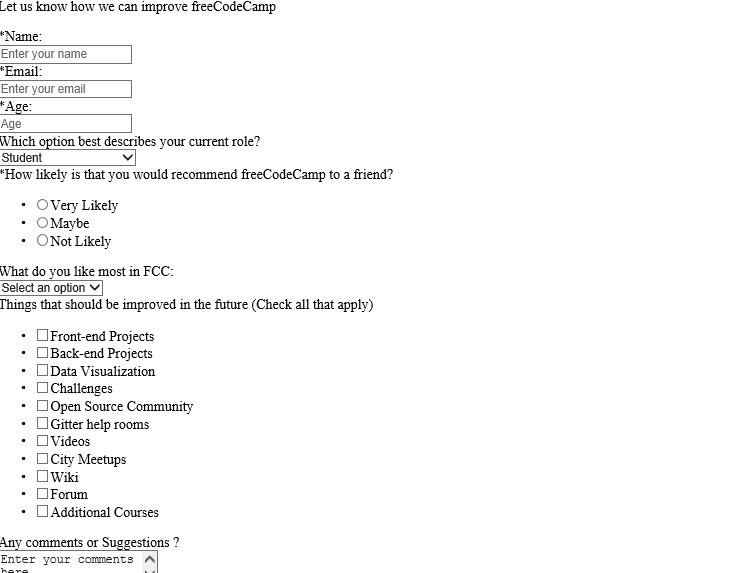 Let us know how we can improve freeCodeCamp
*Name:
Enter your name
*Email:
Enter your email
*Age:
Age
Which option best describes your current role?
Student
*How likely is that you would recommend freeCodeCamp to a friend?
• Very Likely
• Maybe
• Not Likely
What do you like most in FCC:
Select an option
Things that should be improved in the future (Check all that apply)
• Front-end Projects
• Back-end Projects
• Data Visualization
• Challenges
• Open Source Community
• Gitter help rooms
• Videos
• City Meetups
• Wiki
• Forum
• Additional Courses
Any comments or Suggestions ?
Enter your comments
here